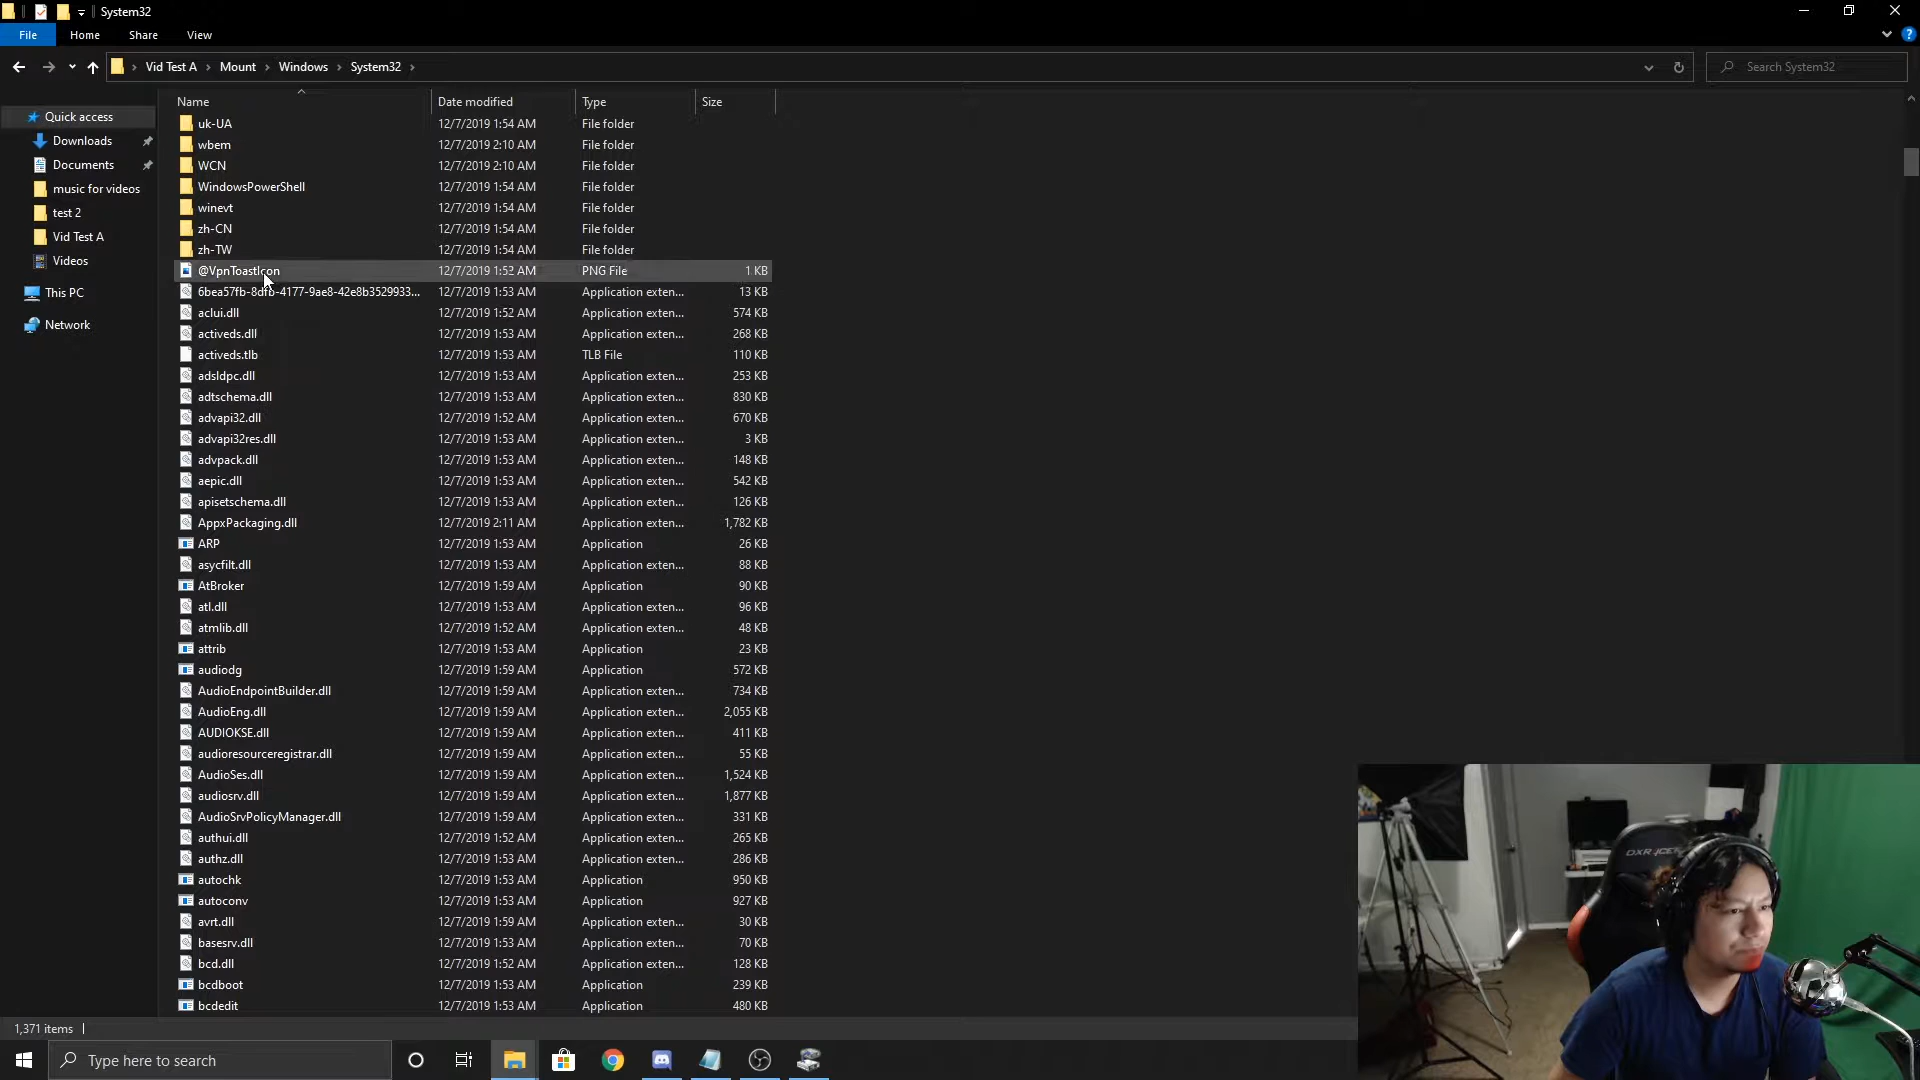 System32
File Home Share View
Vid Test A Mount Windows System32 Search System32
Quick access
Downloads
Documents
music for videos
test 2
Vid Test A
Videos
This PC
Network
Name Date modified Type Size
uk-UA 12/7/2019 1:54 AM File folder
wbem 12/7/2019 2:10 AM File folder
WCN 12/7/2019 2:10 AM File folder
WindowsPowerShell 12/7/2019 1:54 AM File folder
winevt 12/7/2019 1:54 AM File folder
zh-CN 12/7/2019 1:54 AM File folder
zh-TW 12/7/2019 1:54 AM File folder
@VpnToastIcon 12/7/2019 1:52 AM PNG File 1 KB
6bea57fb-8dfb-4177-9ae8-42e8b3529933... 12/7/2019 1:52 AM Application exten... 13 KB
aclui.dll 12/7/2019 1:52 AM Application exten... 574 KB
activeds.dll 12/7/2019 1:53 AM Application exten... 268 KB
activeds.tlb 12/7/2019 1:53 AM TLB File 110 KB
adsldpc.dll 12/7/2019 1:53 AM Application exten... 253 KB
adtschema.dll 12/7/2019 1:53 AM Application exten... 830 KB
advapi32.dll 12/7/2019 1:52 AM Application exten... 670 KB
advapi32res.dll 12/7/2019 1:53 AM Application exten... 3 KB
advpack.dll 12/7/2019 1:53 AM Application exten... 148 KB
aepic.dll 12/7/2019 1:53 AM Application exten... 542 KB
apisetschema.dll 12/7/2019 1:53 AM Application exten... 126 KB
AppxPackaging.dll 12/7/2019 2:11 AM Application exten... 1,782 KB
ARP 12/7/2019 1:53 AM Application 26 KB
asycfilt.dll 12/7/2019 1:53 AM Application exten... 88 KB
AtBroker 12/7/2019 1:59 AM Application 90 KB
atl.dll 12/7/2019 1:53 AM Application exten... 96 KB
atmlib.dll 12/7/2019 1:52 AM Application exten... 48 KB
attrib 12/7/2019 1:53 AM Application 23 KB
audiodg 12/7/2019 1:59 AM Application 572 KB
AudioEndpointBuilder.dll 12/7/2019 1:59 AM Application exten... 734 KB
AudioEng.dll 12/7/2019 1:59 AM Application exten... 2,055 KB
AUDIOKSE.dll 12/7/2019 1:59 AM Application exten... 411 KB
audioresourceregistrar.dll 12/7/2019 1:59 AM Application exten... 55 KB
AudioSes.dll 12/7/2019 1:59 AM Application exten... 1,524 KB
audiosrv.dll 12/7/2019 1:59 AM Application exten... 1,877 KB
AudioSrvPolicyManager.dll 12/7/2019 1:59 AM Application exten... 331 KB
authui.dll 12/7/2019 1:52 AM Application exten... 265 KB
authz.dll 12/7/2019 1:53 AM Application exten... 286 KB
autochk 12/7/2019 1:53 AM Application 950 KB
autoconv 12/7/2019 1:53 AM Application 927 KB
avrt.dll 12/7/2019 1:59 AM Application exten... 30 KB
basesrv.dll 12/7/2019 1:53 AM Application exten... 70 KB
bcd.dll 12/7/2019 1:52 AM Application exten... 128 KB
bcdboot 12/7/2019 1:53 AM Application 239 KB
bcdedit 12/7/2019 1:53 AM Application 480 KB
DXRACER
1,371 items
Type here to search